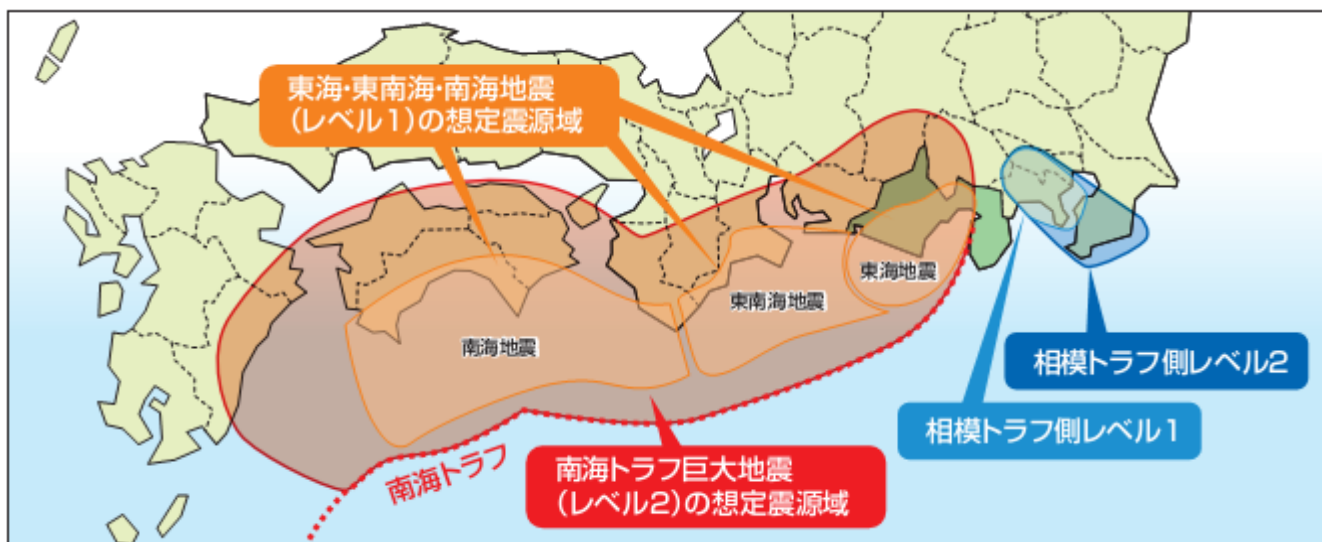 東海・東南海・南海地震
(レベル1)の想定震源域
東海地震
東南海地震
南海地震
相模トラフ側レベル2
相模トラフ側レベル1
南海トラフ
南海トラフ巨大地震
(レベル2)の想定震源域